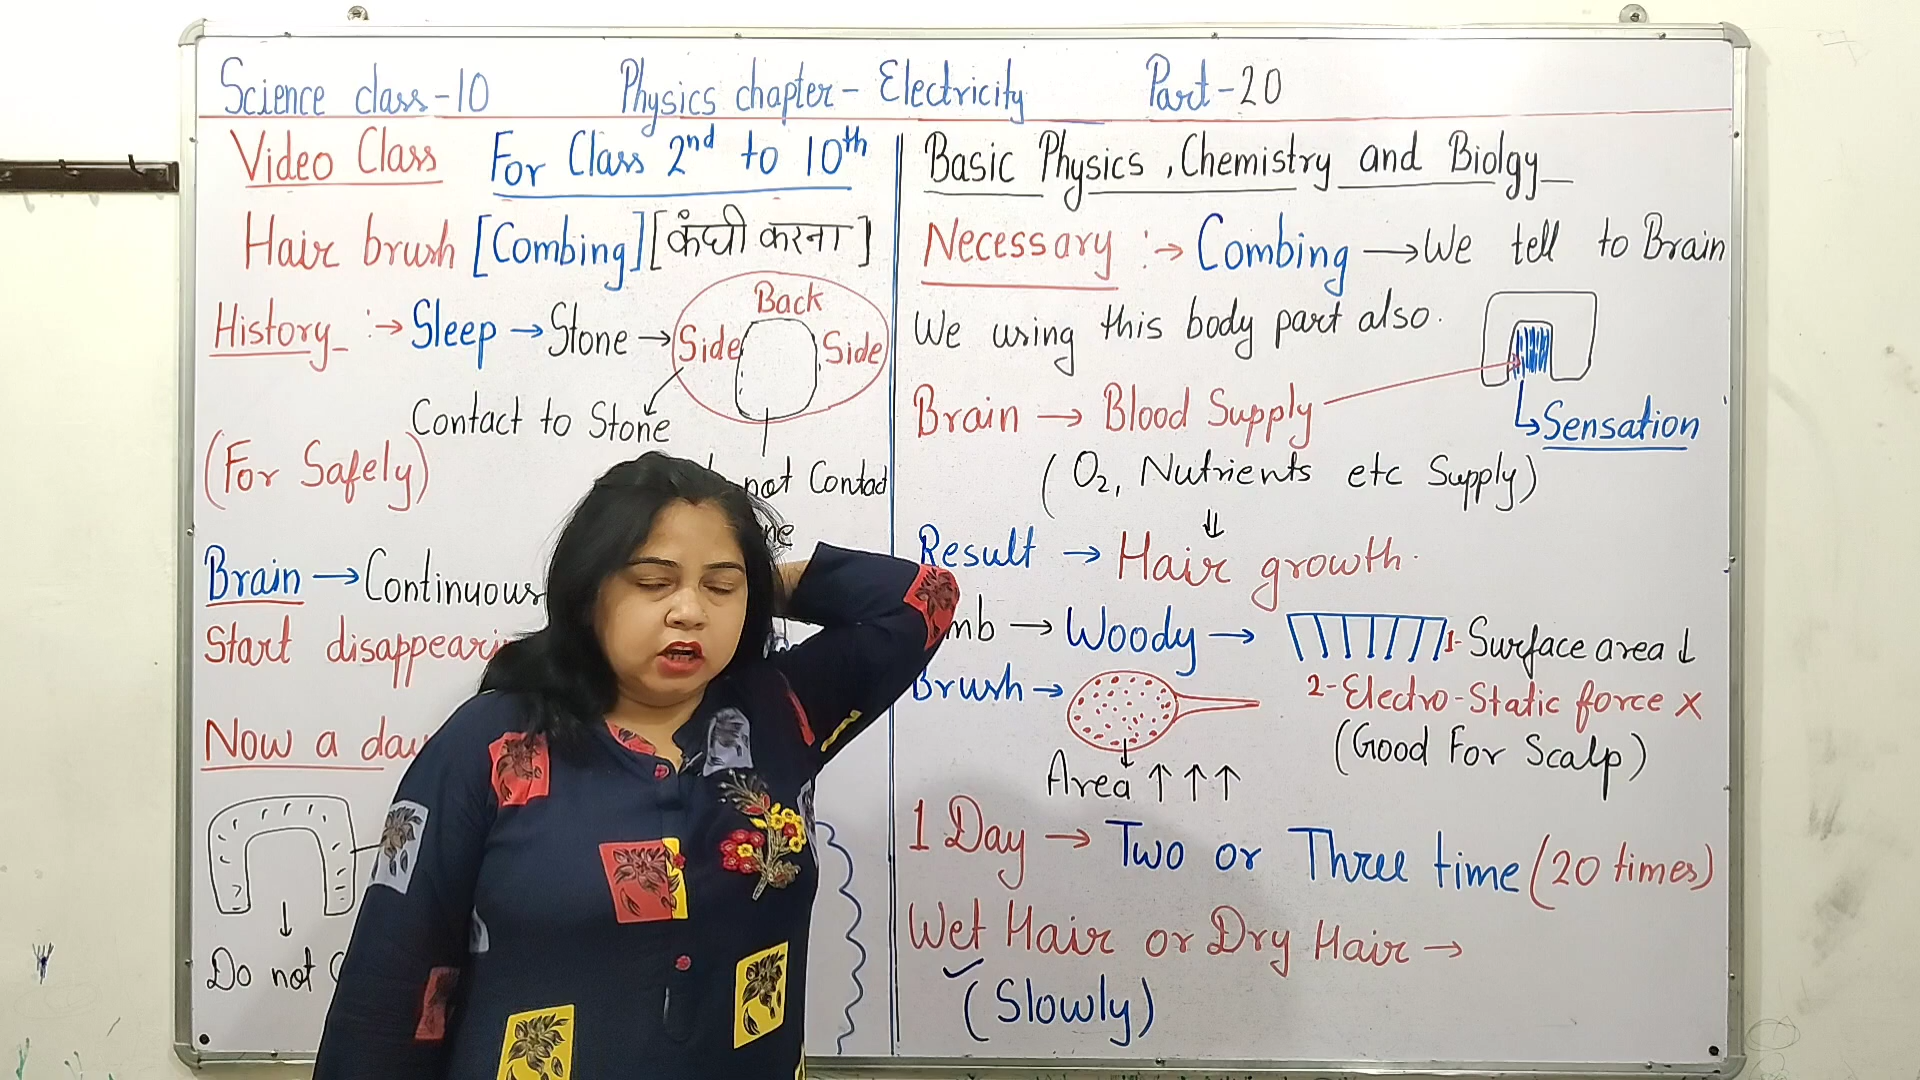 Science class-10 Physics chapter- Electricity Part-20
Video Class For Class 2nd to 10th
Hair brush [Combing] [कंघी करना]
History :→ Sleep → Stone →
Back
Side Side
Contact to Stone
not Contact
(For Safely)
Brain → Continuous
Start
Now a
Do not
Basic Physics, Chemistry and Biolgy
Necessary :→ Combing → We tell to Brain
We using this body part also.
Brain → Blood Supply
Sensation
(O2, Nutrients etc Supply)
↓
Result → Hair growth.
→ Woody → 1- Surface area ↓
Brush → 2- Electro-Static force X
(Good For Scalp)
Area ↑ ↑ ↑
1 Day → Two or Three time (20 times)
Wet Hair or Dry Hair →
✓
(Slowly)